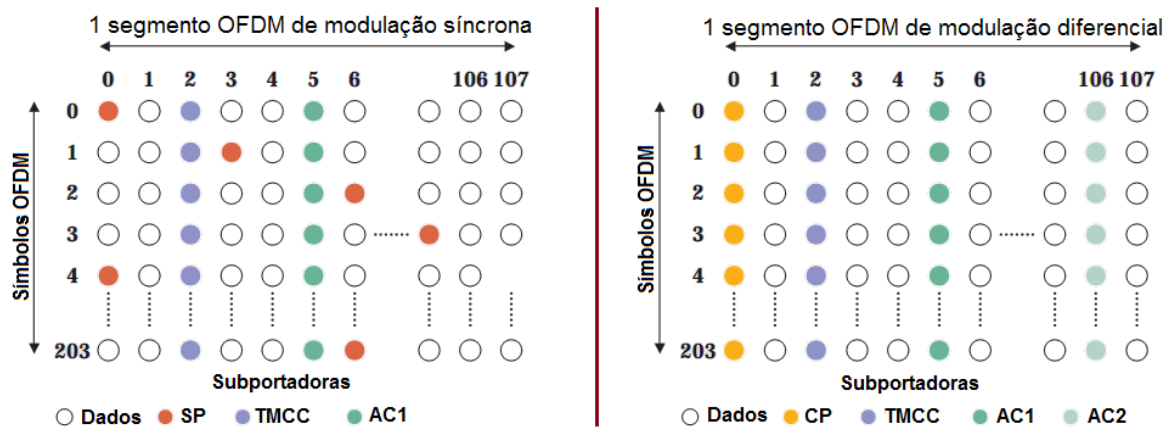 1 segmento OFDM de modulação síncrona
0 1 2 3 4 5 6 106 107
Símbolos OFDM
0
1
2
3
4
203
Subportadoras
Dados SP TMCC AC1
1 segmento OFDM de modulação diferencial
0 1 2 3 4 5 6 106 107
Símbolos OFDM
0
1
2
3
4
203
Subportadoras
Dados CP TMCC AC1 AC2